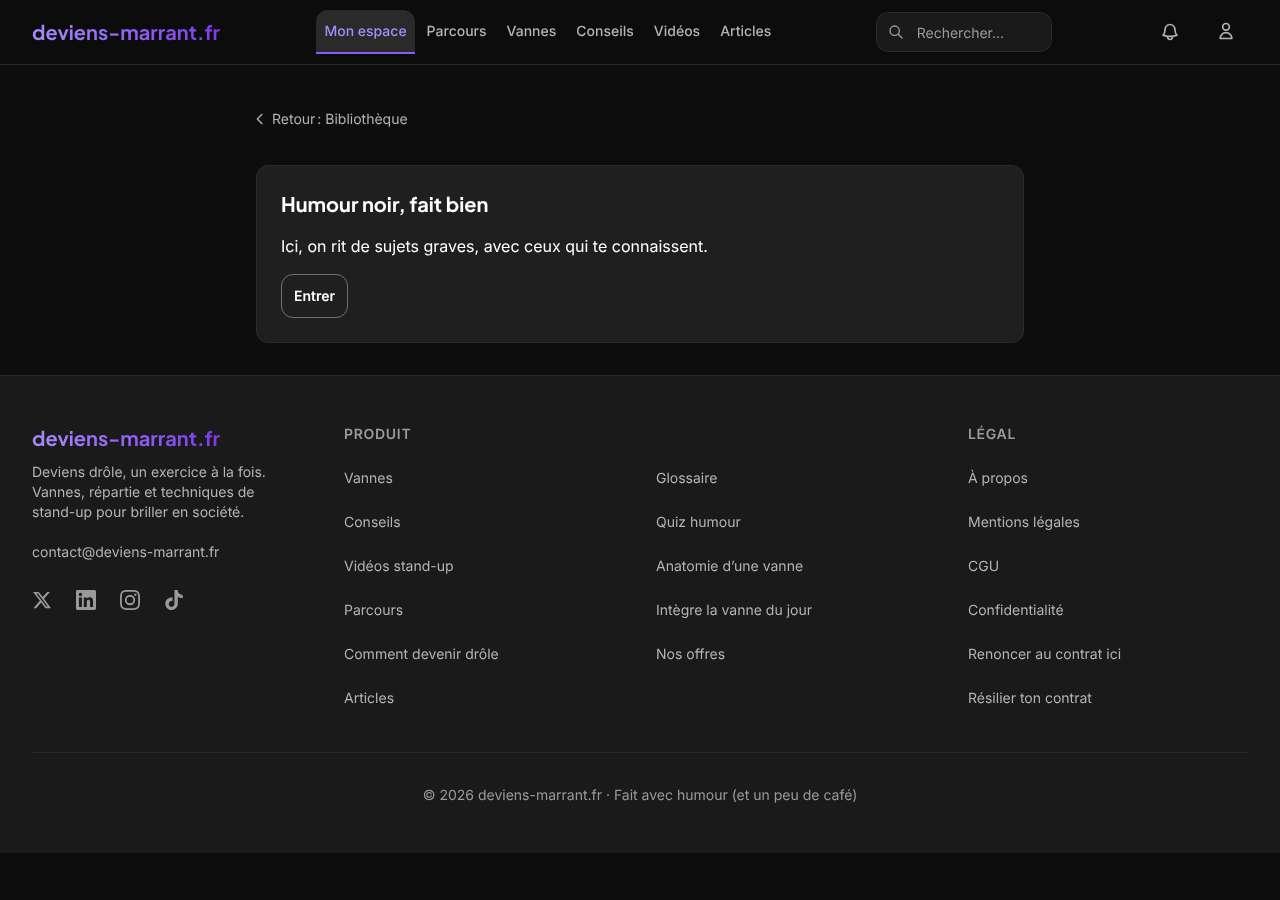 deviens-marrant.fr
Mon espace
Parcours
Vannes
Conseils
Vidéos
Articles
Rechercher...
Retour : Bibliothèque
Humour noir, fait bien
Ici, on rit de sujets graves, avec ceux qui te connaissent.
Entrer
deviens-marrant.fr
Deviens drôle, un exercice à la fois.
Vannes, répartie et techniques de
stand-up pour briller en société.
contact@deviens-marrant.fr
PRODUIT
Vannes
Conseils
Vidéos stand-up
Parcours
Comment devenir drôle
Articles
Glossaire
Quiz humour
Anatomie d’une vanne
Intègre la vanne du jour
Nos offres
LÉGAL
À propos
Mentions légales
CGU
Confidentialité
Renoncer au contrat ici
Résilier ton contrat
© 2026 deviens-marrant.fr · Fait avec humour (et un peu de café)